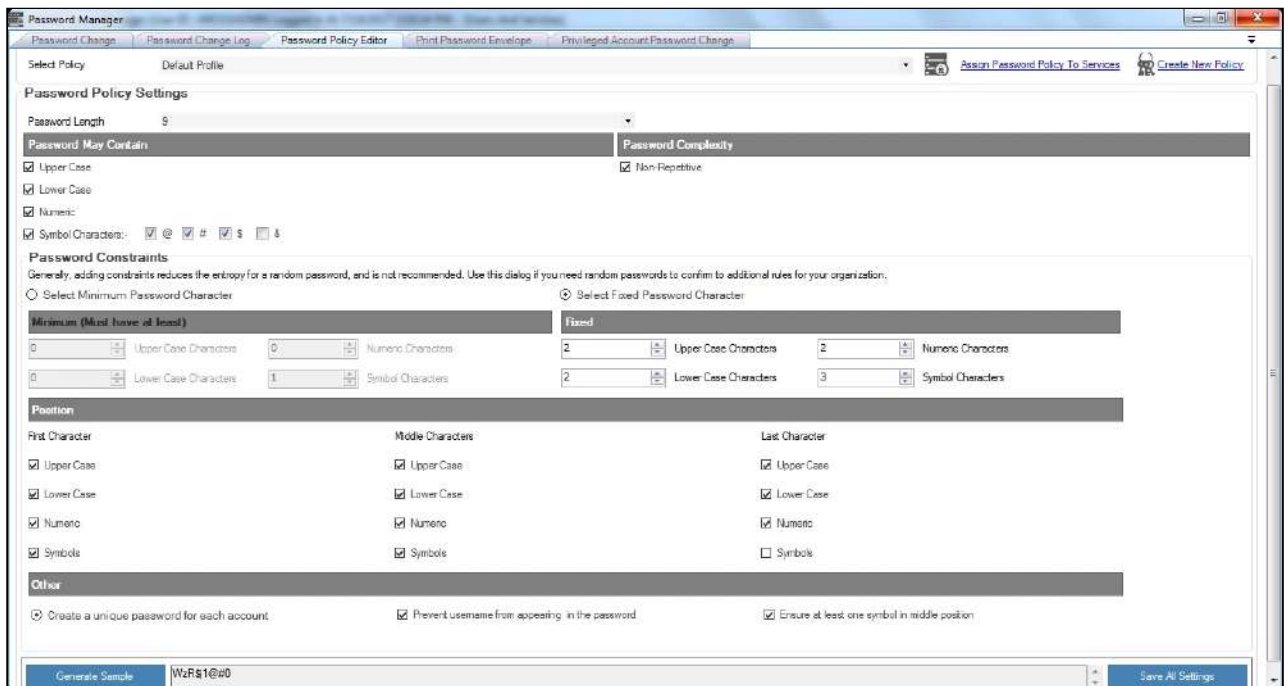 Password Manager
Password Change Password Change Log Password Policy Editor Print Password Envelope Privileged Account Password Change
Select Policy Default Profile Assign Password Policy To Services Create New Policy
Password Policy Settings
Password Length 9
Password May Contain Password Complexity
Upper Case Non-Repetitive
Lower Case
Numeric
Symbol Characters:- @ # $ &
Password Constraints
Generally, adding constraints reduces the entropy for a random password, and is not recommended. Use this dialog if you need random passwords to confirm to additional rules for your organization.
Select Minimum Password Character Select Fixed Password Character
Minimum (Must have at least) Fixed
0 Upper Case Characters 0 Numeric Characters 2 Upper Case Characters 2 Numeric Characters
0 Lower Case Characters 1 Symbol Characters 2 Lower Case Characters 3 Symbol Characters
Position
First Character Middle Characters Last Character
Upper Case Upper Case Upper Case
Lower Case Lower Case Lower Case
Numeric Numeric Numeric
Symbols Symbols Symbols
Other
Create a unique password for each account Prevent username from appearing in the password Ensure at least one symbol in middle position
Generate Sample WzR$1@#0 Save All Settings